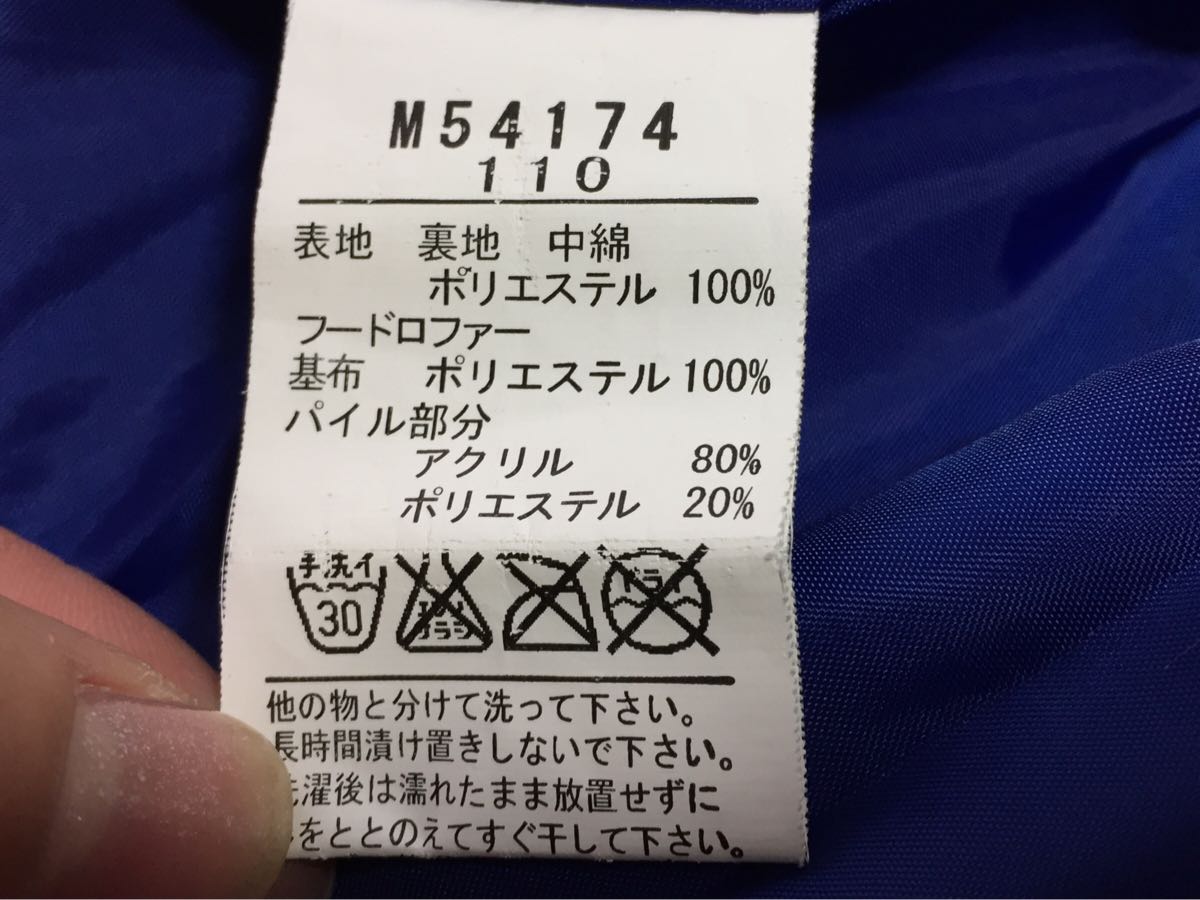 M54174
110
表地 裏地 中綿
ポリエステル 100%
フードロファー
基布 ポリエステル 100%
パイル部分
アクリル 80%
ポリエステル 20%
手洗イ
30
ドライ
他の物と分けて洗って下さい。
長時間漬け置きしないで下さい。
濯後は濡れたまま放置せずに
をととのえてすぐ干して下さい。